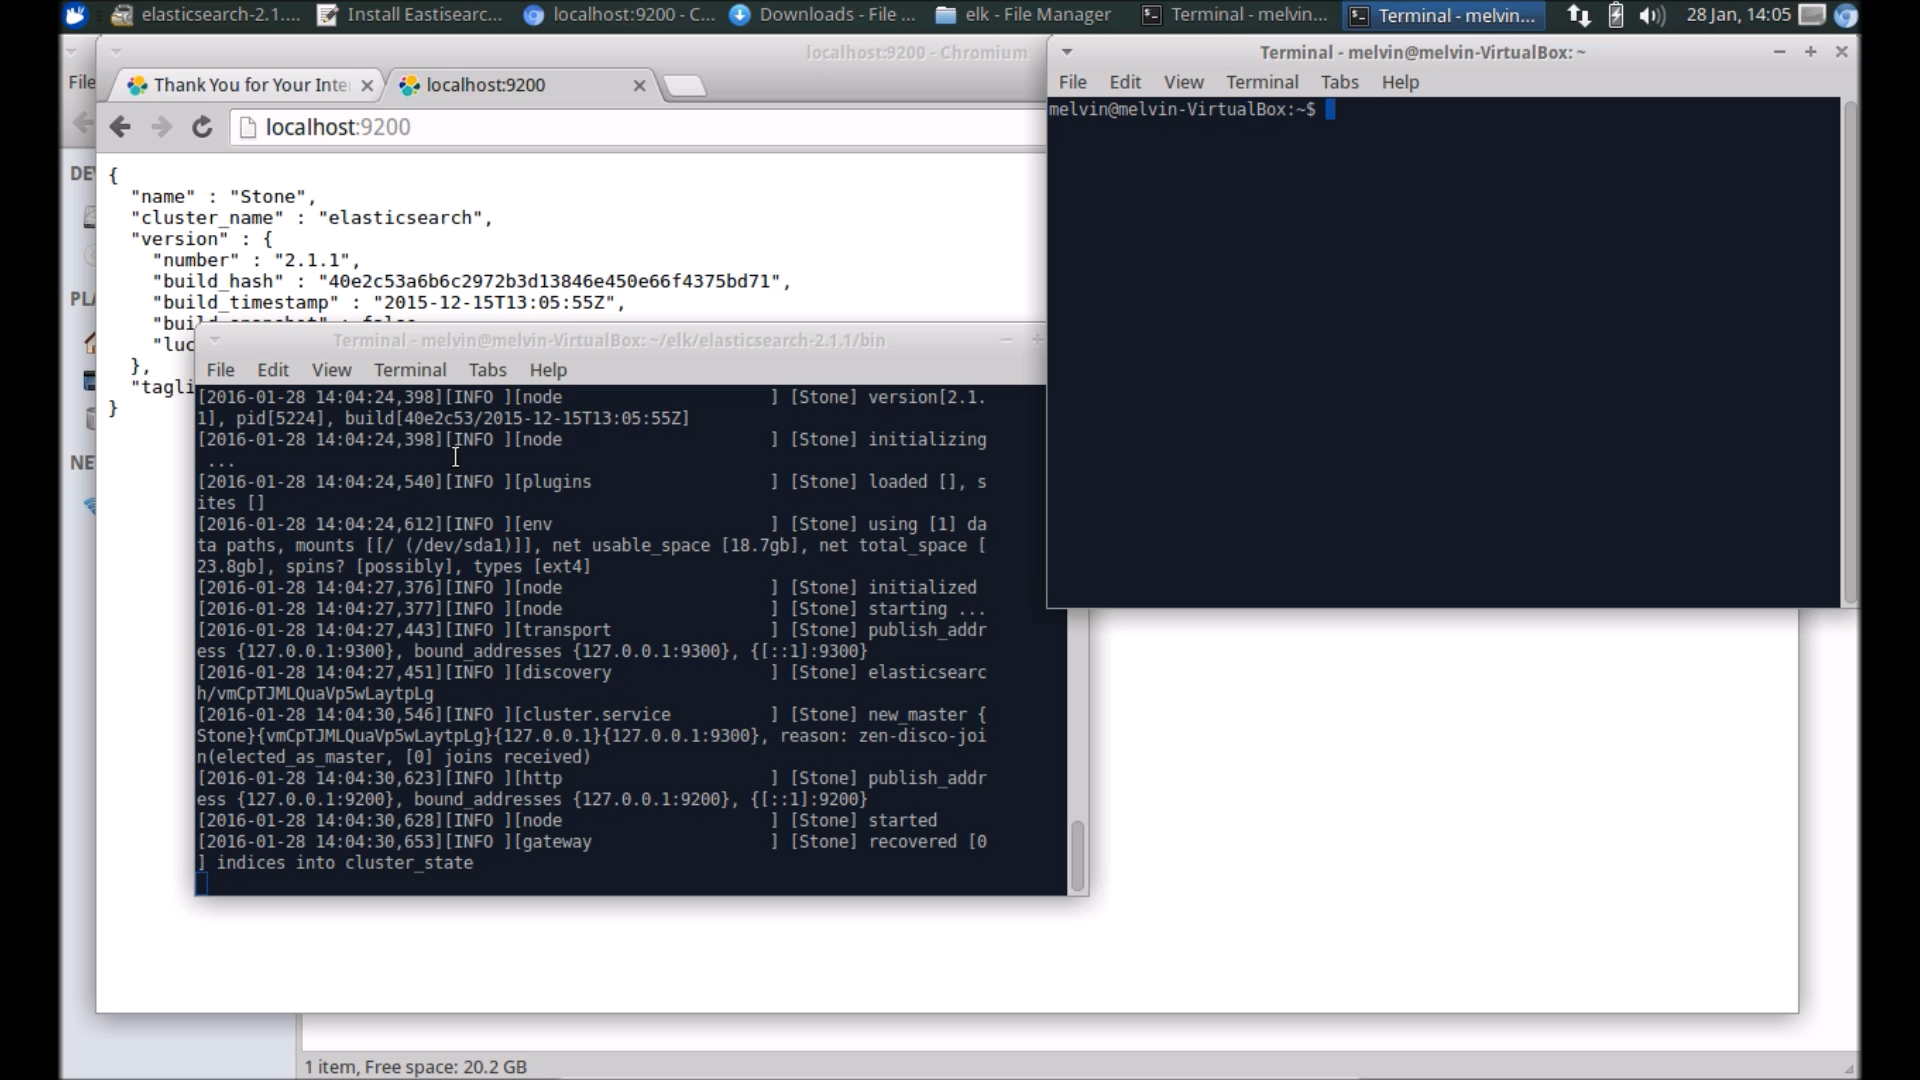 elasticsearch-2.1....
Install Eastisearc...
localhost:9200 - C...
Downloads - File ...
elk - File Manager
Terminal - melvin...
Terminal - melvin...
28 Jan, 14:05
File
localhost:9200 - Chromium
Thank You for Your Inte
localhost:9200
localhost:9200
DEV
PLA
NE
{
"name" : "Stone",
"cluster_name" : "elasticsearch",
"version" : {
"number" : "2.1.1",
"build_hash" : "40e2c53a6b6c2972b3d13846e450e66f4375bd71",
"build_timestamp" : "2015-12-15T13:05:55Z",
"build_snapshot" : false
"luc
},
"tagli
}
Terminal - melvin@melvin-VirtualBox: ~/elk/elasticsearch-2.1.1/bin
File Edit View Terminal Tabs Help
[2016-01-28 14:04:24,398][INFO ][node                     ] [Stone] version[2.1.
1], pid[5224], build[40e2c53/2015-12-15T13:05:55Z]
[2016-01-28 14:04:24,398][INFO ][node                     ] [Stone] initializing
...
[2016-01-28 14:04:24,540][INFO ][plugins                  ] [Stone] loaded [], s
ites []
[2016-01-28 14:04:24,612][INFO ][env                      ] [Stone] using [1] da
ta paths, mounts [[/ (/dev/sda1)]], net usable_space [18.7gb], net total_space [
23.8gb], spins? [possibly], types [ext4]
[2016-01-28 14:04:27,376][INFO ][node                     ] [Stone] initialized
[2016-01-28 14:04:27,377][INFO ][node                     ] [Stone] starting ...
[2016-01-28 14:04:27,443][INFO ][transport                ] [Stone] publish_addr
ess {127.0.0.1:9300}, bound_addresses {127.0.0.1:9300}, {[::1]:9300}
[2016-01-28 14:04:27,451][INFO ][discovery                ] [Stone] elasticsearc
h/vmCpTJMLQuaVp5wLaytpLg
[2016-01-28 14:04:30,546][INFO ][cluster.service          ] [Stone] new_master {
Stone}{vmCpTJMLQuaVp5wLaytpLg}{127.0.0.1}{127.0.0.1:9300}, reason: zen-disco-joi
n(elected_as_master, [0] joins received)
[2016-01-28 14:04:30,623][INFO ][http                     ] [Stone] publish_addr
ess {127.0.0.1:9200}, bound_addresses {127.0.0.1:9200}, {[::1]:9200}
[2016-01-28 14:04:30,628][INFO ][node                     ] [Stone] started
[2016-01-28 14:04:30,653][INFO ][gateway                  ] [Stone] recovered [0
] indices into cluster_state
Terminal - melvin@melvin-VirtualBox: ~
File Edit View Terminal Tabs Help
melvin@melvin-VirtualBox:~$
1 item, Free space: 20.2 GB